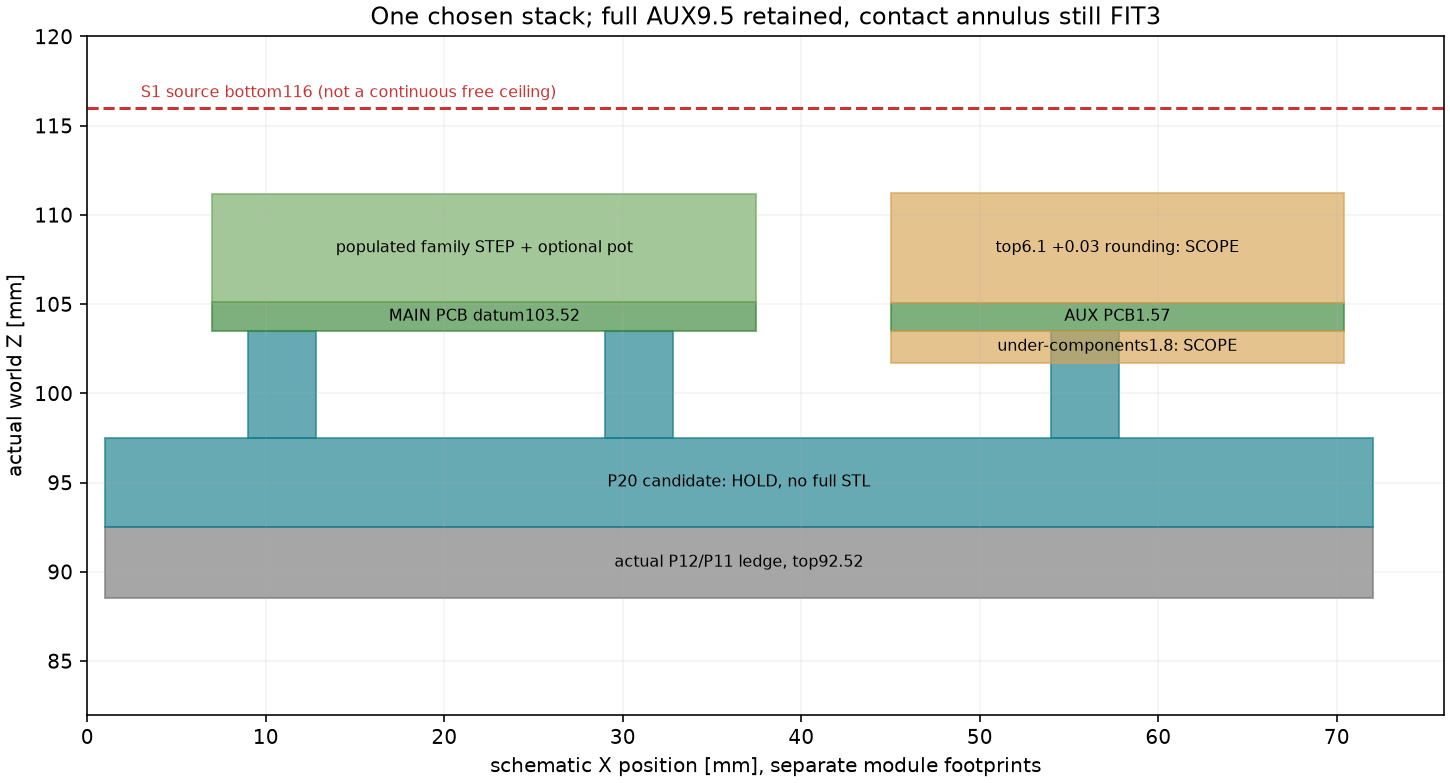 One chosen stack; full AUX9.5 retained, contact annulus still FIT3
120
S1 source bottom116 (not a continuous free ceiling)
115
110
populated family STEP + optional pot
top6.1 +0.03 rounding: SCOPE
105
MAIN PCB datum103.52
AUX PCB1.57
under-components1.8: SCOPE
100
95
P20 candidate: HOLD, no full STL
actual P12/P11 ledge, top92.52
90
85
actual world Z [mm]
0 10 20 30 40 50 60 70
schematic X position [mm], separate module footprints